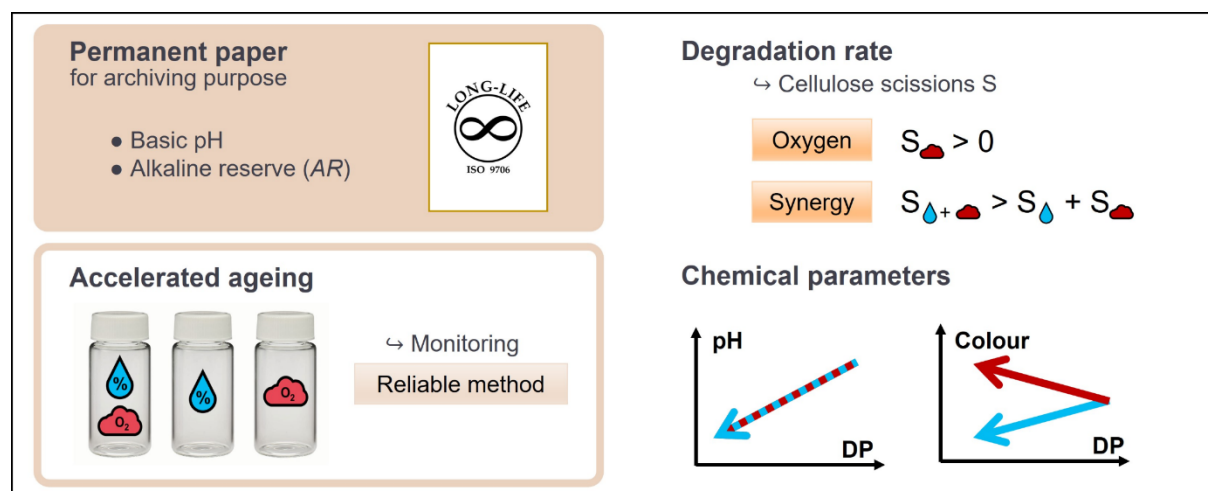 Permanent paper
for archiving purpose
● Basic pH
● Alkaline reserve (AR)
LONG-LIFE
ISO 9706
Accelerated ageing
%
O₂
%
O₂
↪ Monitoring
Reliable method
Degradation rate
↪ Cellulose scissions S
Oxygen
S > 0
Synergy
S + > S + S
Chemical parameters
pH
DP
Colour
DP